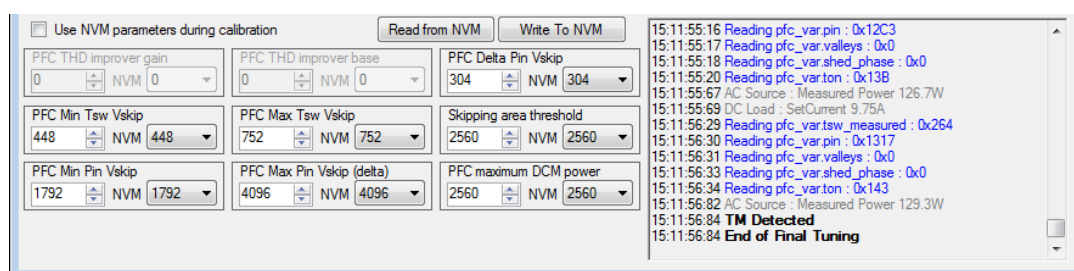 Use NVM parameters during calibration
Read from NVM
Write To NVM
PFC THD improver gain
0 NVM 0
PFC THD improver base
0 NVM 0
PFC Delta Pin Vskip
304 NVM 304
PFC Min Tsw Vskip
448 NVM 448
PFC Max Tsw Vskip
752 NVM 752
Skipping area threshold
2560 NVM 2560
PFC Min Pin Vskip
1792 NVM 1792
PFC Max Pin Vskip (delta)
4096 NVM 4096
PFC maximum DCM power
2560 NVM 2560
15:11:55:16 Reading pfc_var.pin : 0x12C3
15:11:55:17 Reading pfc_var.valleys : 0x0
15:11:55:18 Reading pfc_var.shed_phase : 0x0
15:11:55:20 Reading pfc_var.ton : 0x13B
15:11:55:67 AC Source : Measured Power 126.7W
15:11:55:69 DC Load : SetCurrent 9.75A
15:11:56:29 Reading pfc_var.tsw_measured : 0x264
15:11:56:30 Reading pfc_var.pin : 0x1317
15:11:56:31 Reading pfc_var.valleys : 0x0
15:11:56:33 Reading pfc_var.shed_phase : 0x0
15:11:56:34 Reading pfc_var.ton : 0x143
15:11:56:82 AC Source : Measured Power 129.3W
15:11:56:84 TM Detected
15:11:56:84 End of Final Tuning